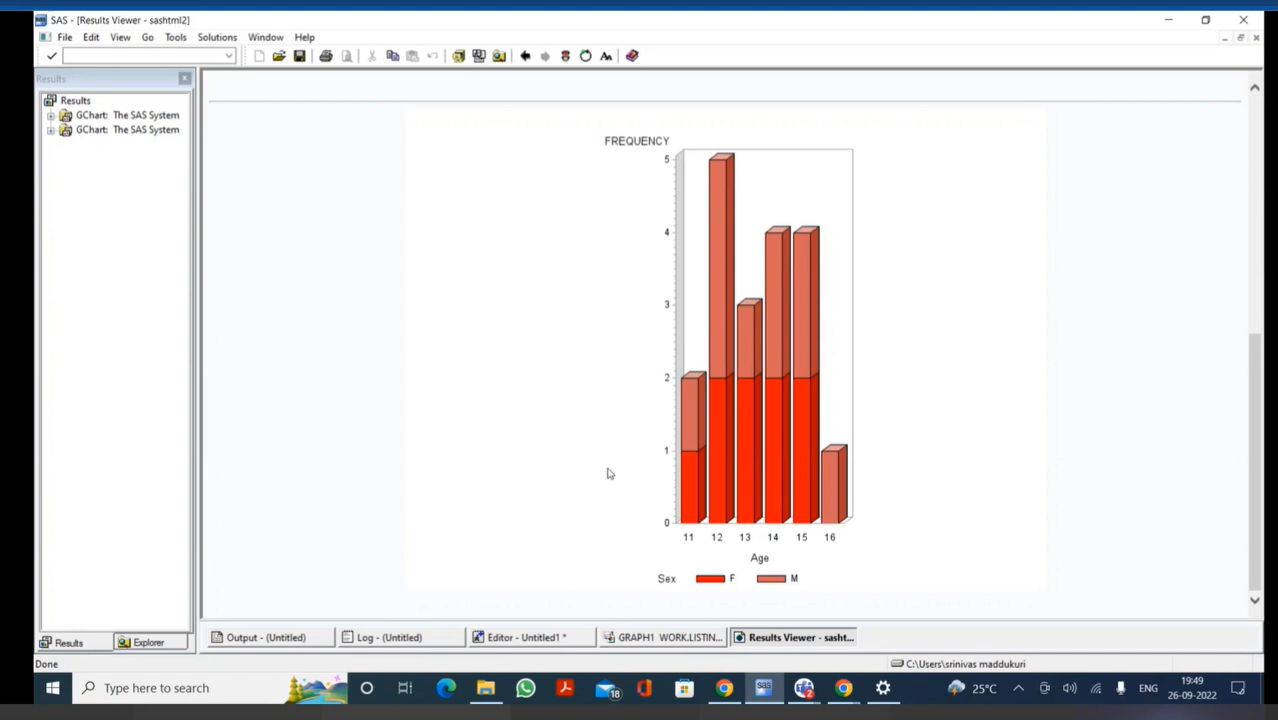 SAS - [Results Viewer - sashtml2]
File Edit View Go Tools Solutions Window Help
Results
Results
GChart: The SAS System
GChart: The SAS System
FREQUENCY
5
4
3
2
1
0
11 12 13 14 15 16
Age
Sex F M
Results Explorer
Output - (Untitled) Log - (Untitled) Editor - Untitled1 * GRAPH1 WORK.LISTIN... Results Viewer - sasht...
Done C:\Users\srinivas maddukuri
Type here to search 18 sas 2 25°C ENG 19:49
26-09-2022